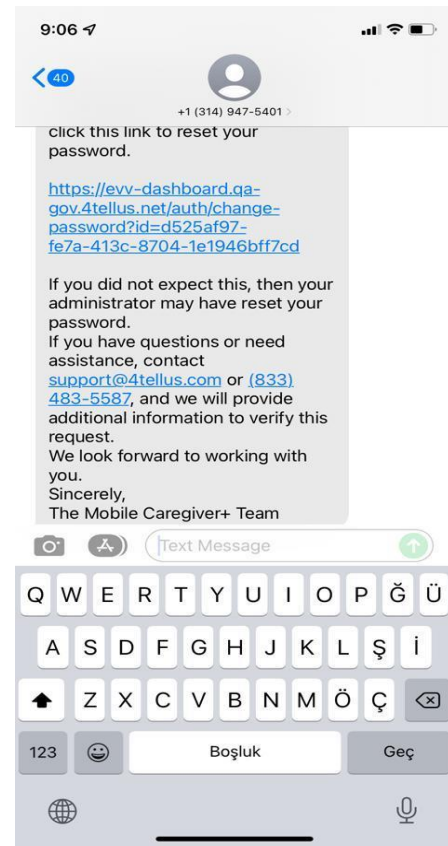 9:06
40
+1 (314) 947-5401 >
click this link to reset your
password.
https://evv-dashboard.qa-
gov.4tellus.net/auth/change-
password?id=d525af97-
fe7a-413c-8704-1e1946bff7cd
If you did not expect this, then your
administrator may have reset your
password.
If you have questions or need
assistance, contact
support@4tellus.com or (833)
483-5587, and we will provide
additional information to verify this
request.
We look forward to working with
you.
Sincerely,
The Mobile Caregiver+ Team
Text Message
Q W E R T Y U I O P Ğ Ü
A S D F G H J K L Ş İ
Z X C V B N M Ö Ç
123 Boşluk Geç